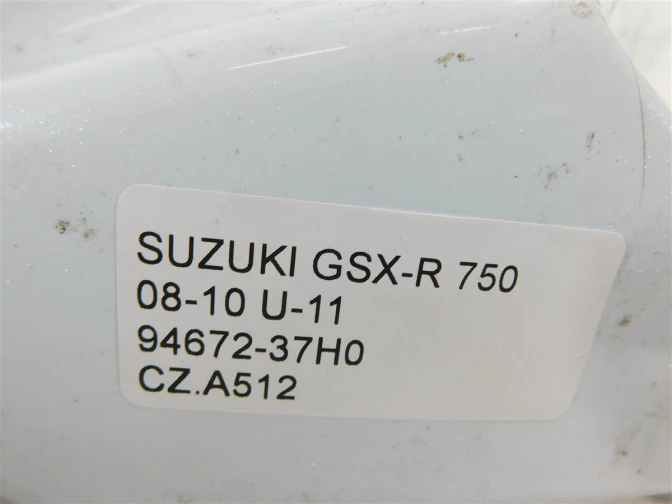 SUZUKI GSX-R 750
08-10 U-11
94672-37H0
CZ.A512